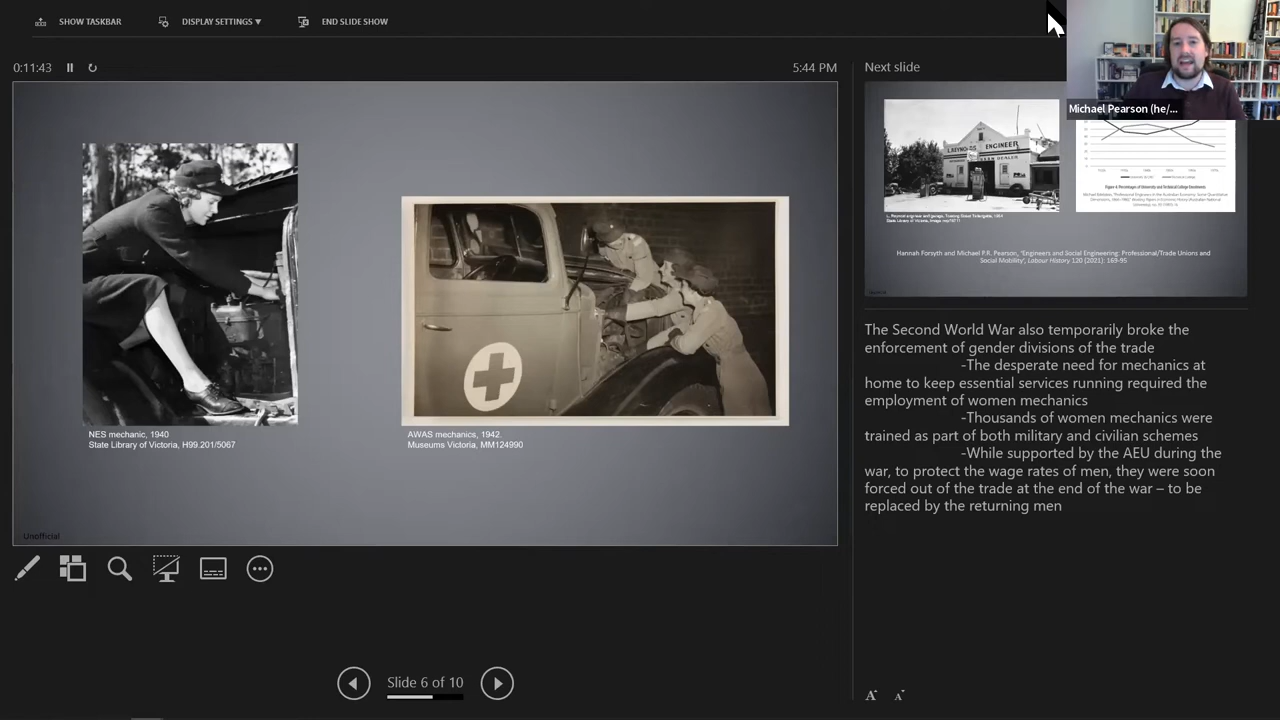 SHOW TASKBAR
DISPLAY SETTINGS ▼
END SLIDE SHOW
0:11:43
5:44 PM
NES mechanic, 1940
State Library of Victoria, H99.201/5067
AWAS mechanics, 1942.
Museums Victoria, MM124990
Unofficial
Slide 6 of 10
Next slide
Michael Pearson (he/...
ENGINEER
Hannah Forsyth and Michael P.R. Pearson, 'Engineers and Social Engineering: Professional/Trade Unions and
Social Mobility', Labour History 120 (2021): 169-95
The Second World War also temporarily broke the
enforcement of gender divisions of the trade
-The desperate need for mechanics at
home to keep essential services running required the
employment of women mechanics
-Thousands of women mechanics were
trained as part of both military and civilian schemes
-While supported by the AEU during the
war, to protect the wage rates of men, they were soon
forced out of the trade at the end of the war – to be
replaced by the returning men